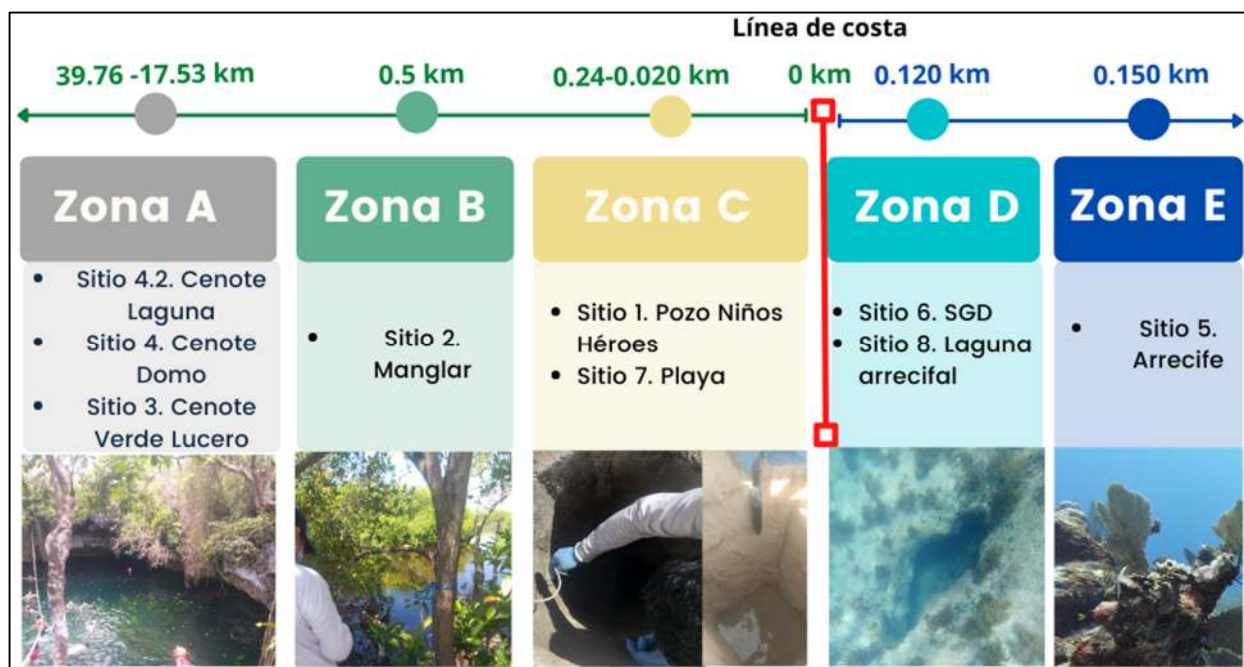 Línea de costa
39.76 -17.53 km
0.5 km
0.24-0.020 km
0 km
0.120 km
0.150 km
Zona A
Zona B
Zona C
Zona D
Zona E
• Sitio 4.2. Cenote
Laguna
• Sitio 4. Cenote
Domo
• Sitio 3. Cenote
Verde Lucero
• Sitio 2.
Manglar
• Sitio 1. Pozo Niños
Héroes
• Sitio 7. Playa
• Sitio 6. SGD
• Sitio 8. Laguna
arrecifal
• Sitio 5.
Arrecife